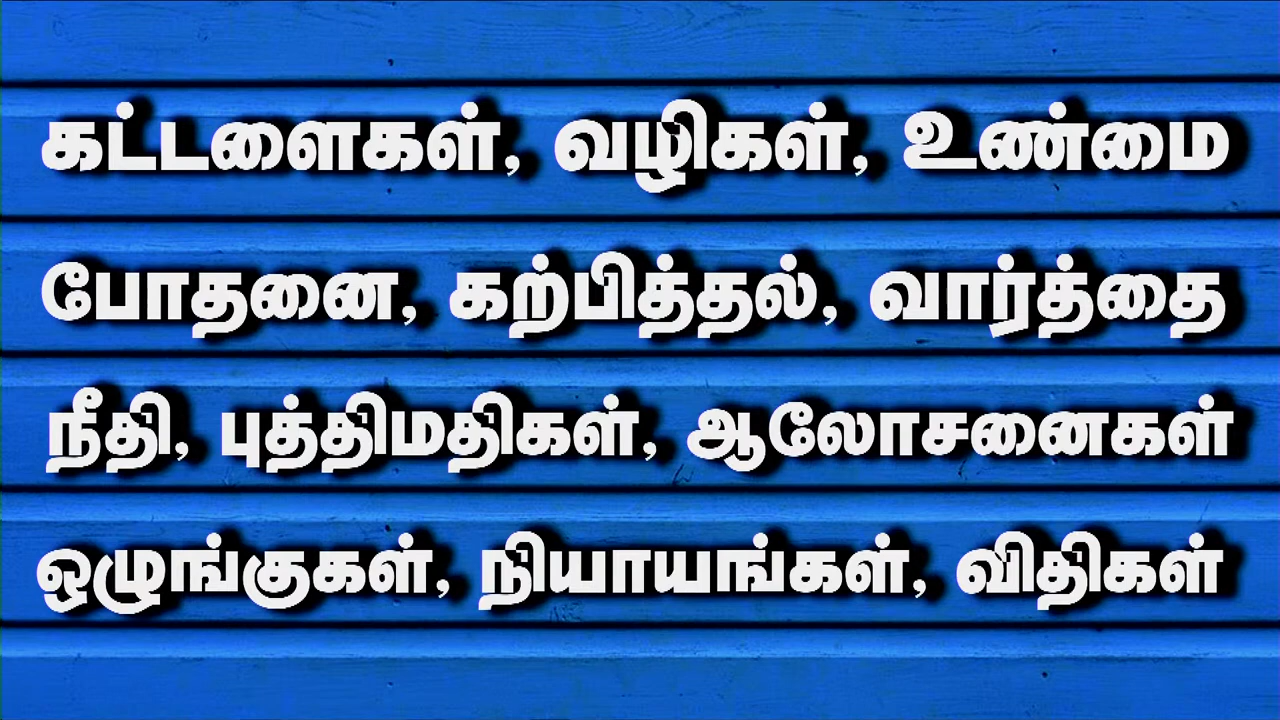 கட்டளைகள், வழிகள், உண்மை
போதனை, கற்பித்தல், வார்த்தை
நீதி, புத்திமதிகள், ஆலோசனைகள்
ஒழுங்குகள், நியாயங்கள், விதிகள்